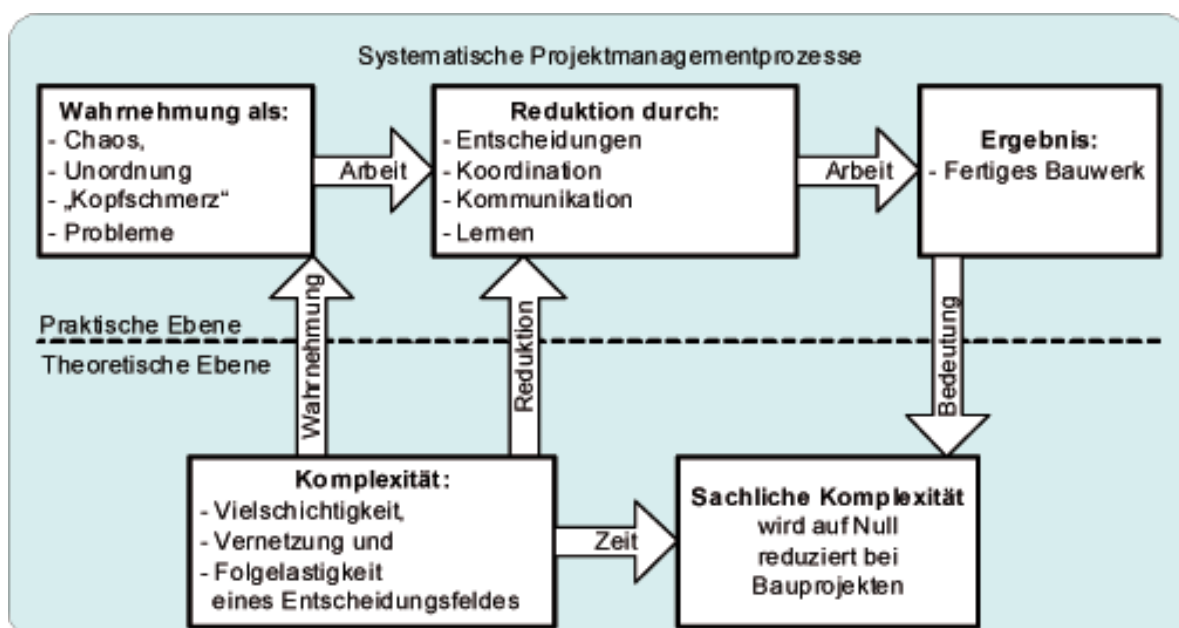 Systematische Projektmanagementprozesse
Wahrnehmung als:
- Chaos,
- Unordnung
- „Kopfschmerz“
- Probleme
Arbeit
Reduktion durch:
- Entscheidungen
- Koordination
- Kommunikation
- Lernen
Arbeit
Ergebnis:
- Fertiges Bauwerk
Wahrnehmung
Reduktion
Bedeutung
Praktische Ebene
Theoretische Ebene
Komplexität:
- Vielschichtigkeit,
- Vernetzung und
- Folgelastigkeit
eines Entscheidungsfeldes
Zeit
Sachliche Komplexität
wird auf Null
reduziert bei
Bauprojekten